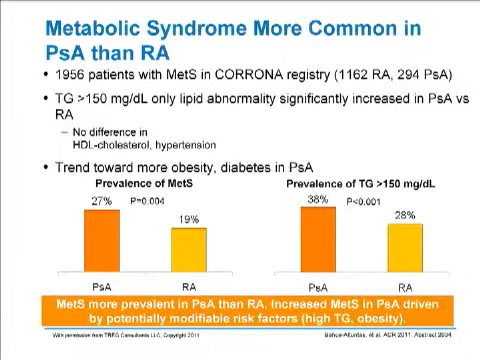 Metabolic Syndrome More Common in
PsA than RA
• 1956 patients with MetS in CORRONA registry (1162 RA, 294 PsA)
• TG >150 mg/dL only lipid abnormality significantly increased in PsA vs
RA
– No difference in
HDL-cholesterol, hypertension
• Trend toward more obesity, diabetes in PsA
Prevalence of MetS
27%
P=0.004
19%
PsA
RA
Prevalence of TG >150 mg/dL
38%
P<0.001
28%
PsA
RA
MetS more prevalent in PsA than RA. Increased MetS in PsA driven
by potentially modifiable risk factors (high TG, obesity).
With permission from TREG Consultants LLC, Copyright 2011
et al. ACR 2011. Abstract